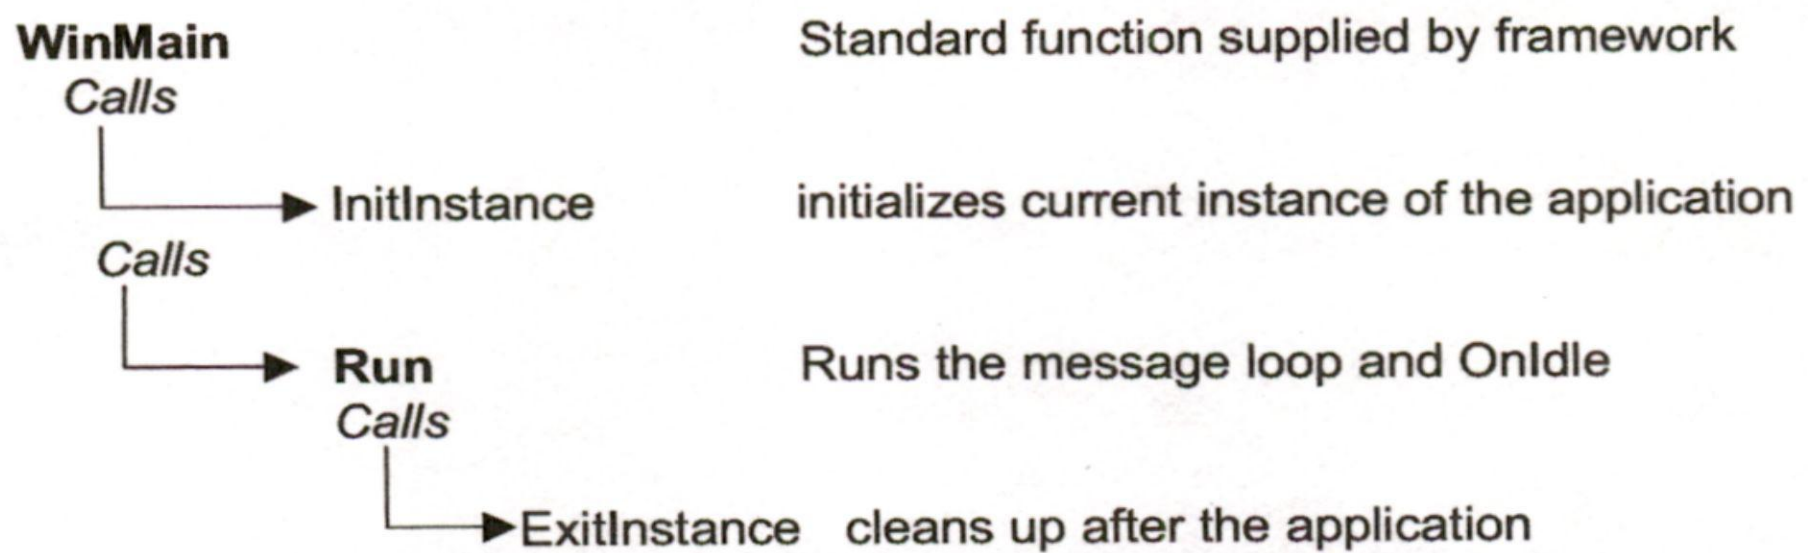 WinMain Standard function supplied by framework
Calls
InitInstance initializes current instance of the application
Calls
Run Runs the message loop and OnIdle
Calls
ExitInstance cleans up after the application